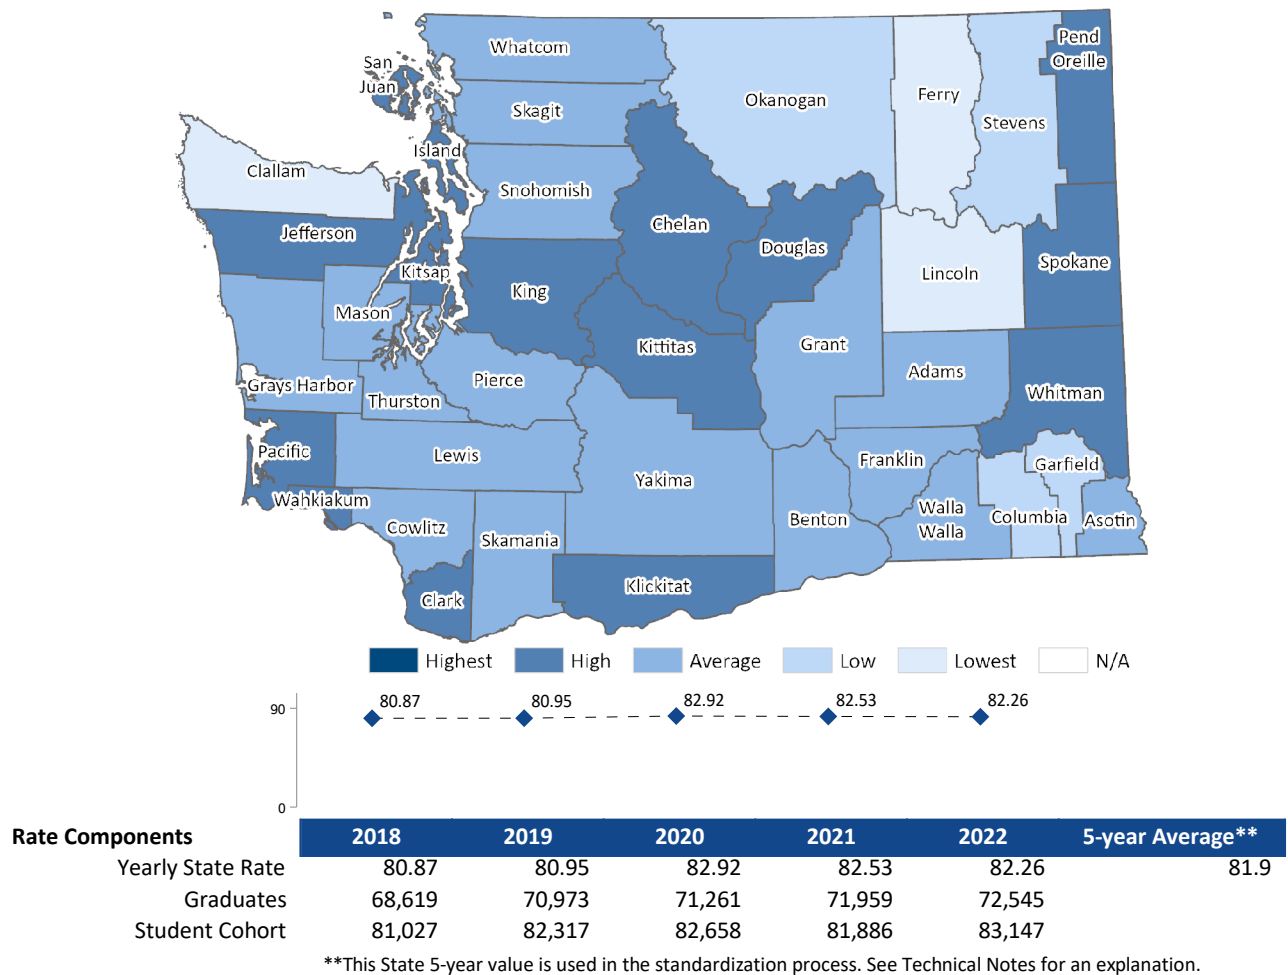 Whatcom
Pend
Oreille
San
Juan
Okanogan
Ferry
Skagit
Stevens
Island
Clallam
Snohomish
Chelan
Jefferson
Douglas
Spokane
Kitsap
Lincoln
King
Mason
Kittitas
Grant
Adams
Pierce
Grays Harbor
Thurston
Whitman
Pacific
Lewis
Franklin
Garfield
Yakima
Wahkiakum
Walla
Walla
Columbia
Asotin
Benton
Cowlitz
Skamania
Klickitat
Clark
Highest High Average Low Lowest N/A
90
80.87 80.95 82.92 82.53 82.26
0
Rate Components 2018 2019 2020 2021 2022 5-year Average**
Yearly State Rate 80.87 80.95 82.92 82.53 82.26 81.9
Graduates 68,619 70,973 71,261 71,959 72,545
Student Cohort 81,027 82,317 82,658 81,886 83,147
**This State 5-year value is used in the standardization process. See Technical Notes for an explanation.